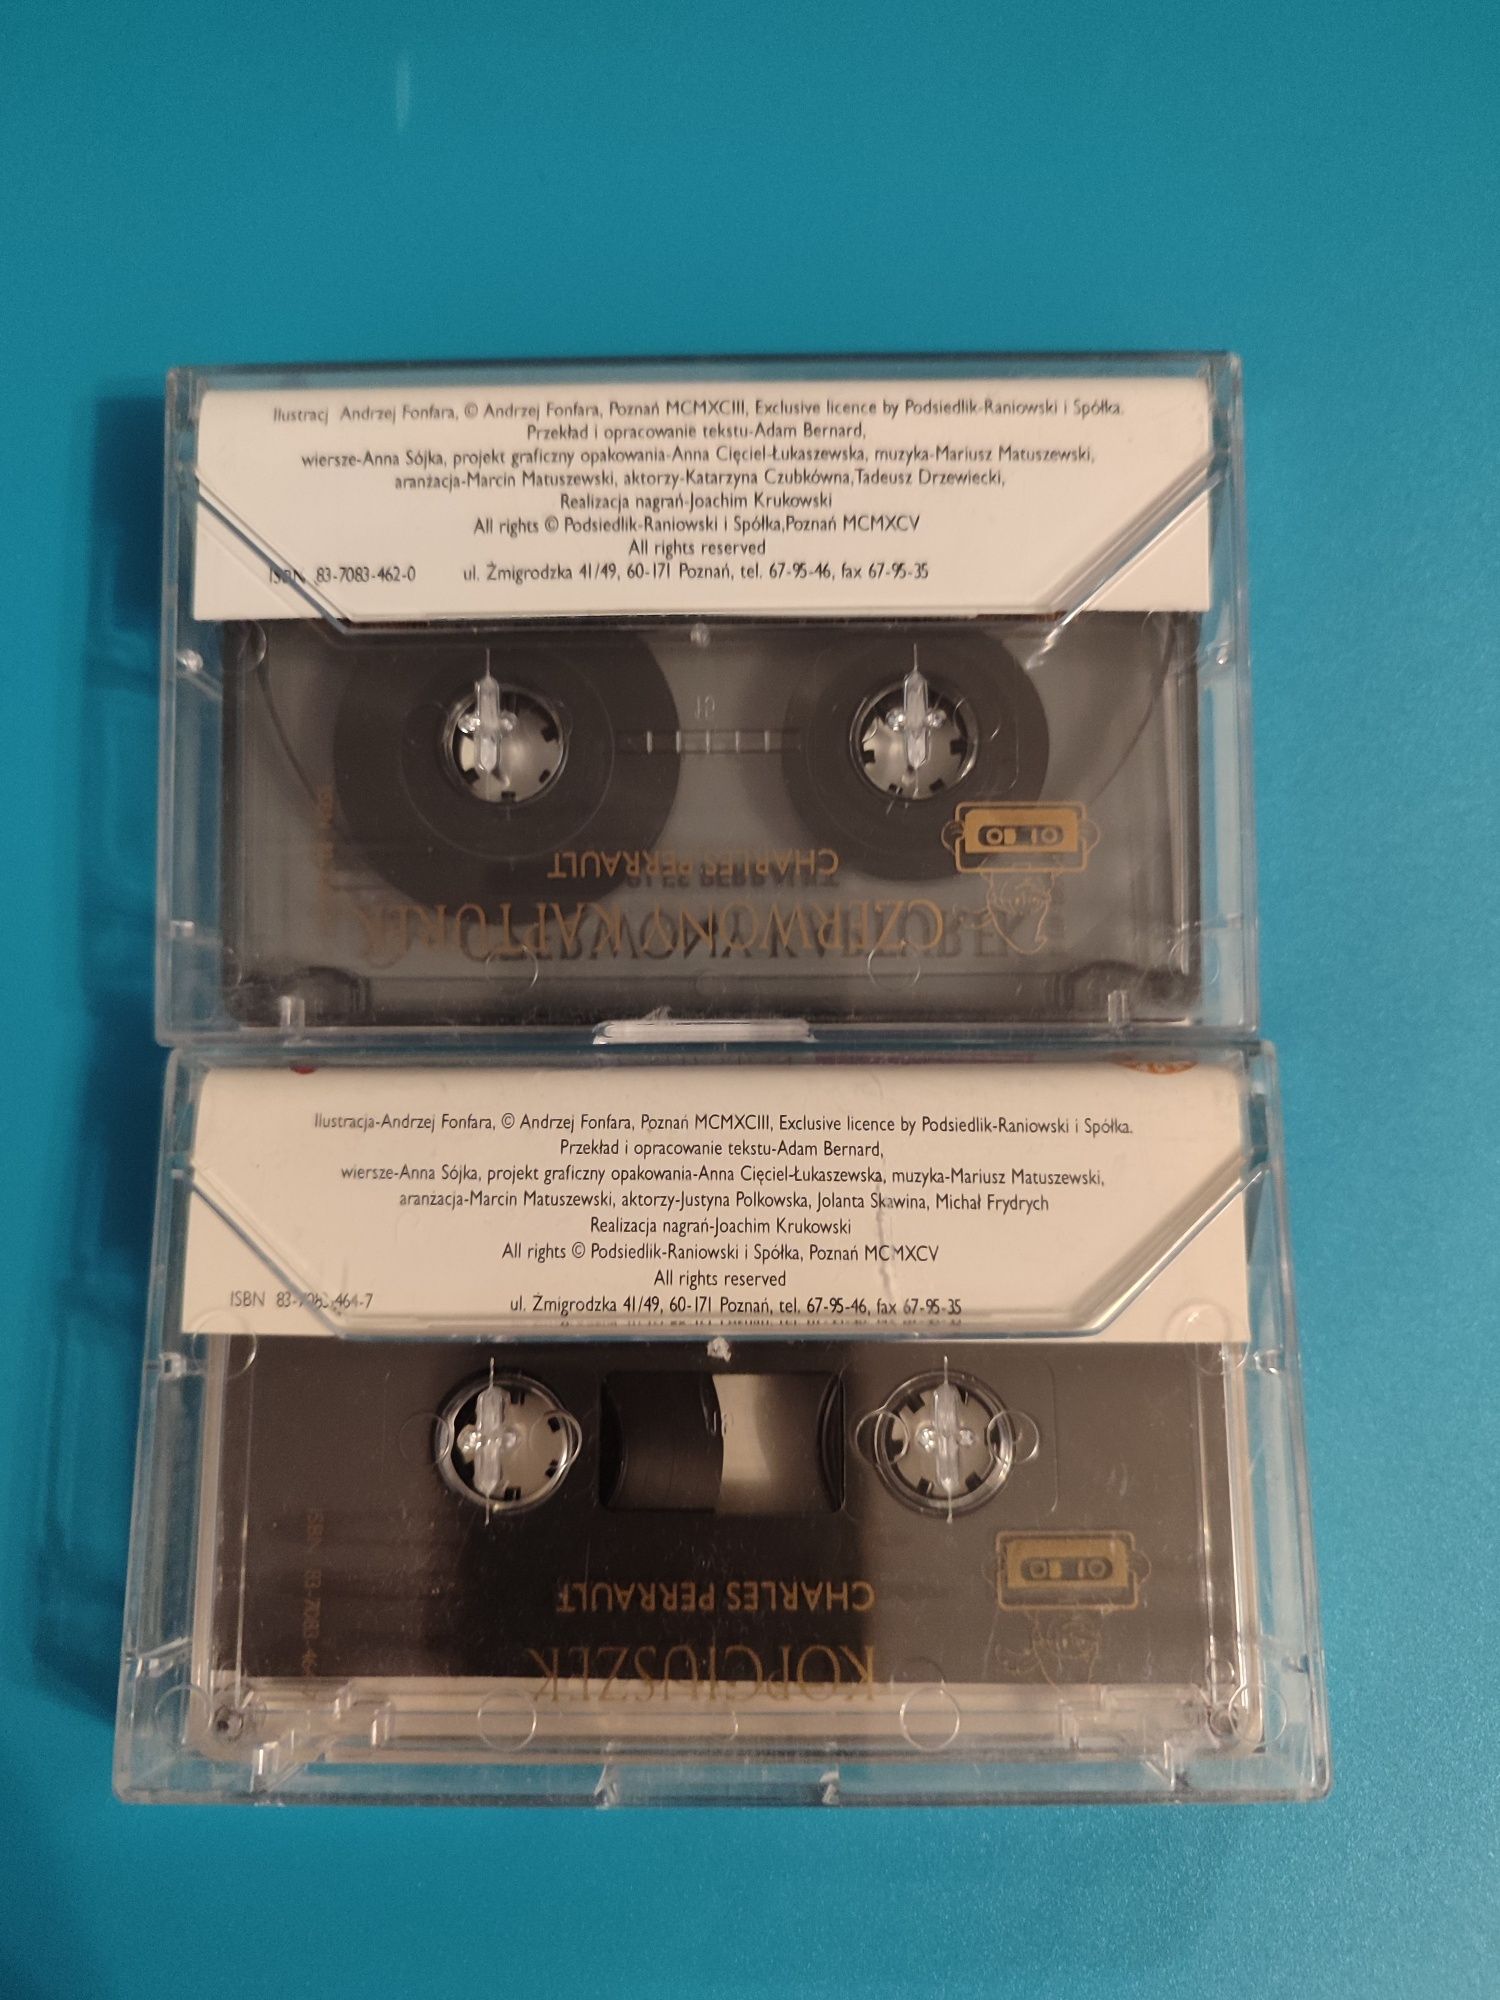 Ilustracj Andrzej Fonfara, © Andrzej Fonfara, Poznań MCMXCIII, Exclusive licence by Podsiedlik-Raniowski i Spółka.
Przekład i opracowanie tekstu-Adam Bernard,
wiersze-Anna Sójka, projekt graficzny opakowania-Anna Cięciel-Łukaszewska, muzyka-Mariusz Matuszewski,
aranżacja-Marcin Matuszewski, aktorzy-Katarzyna Czubkówna,Tadeusz Drzewiecki,
Realizacja nagrań-Joachim Krukowski
All rights © Podsiedlik-Raniowski i Spółka,Poznań MCMXCV
All rights reserved
ISBN 83-7083-462-0 ul. Żmigrodzka 41/49, 60-171 Poznań, tel. 67-95-46, fax 67-95-35
CHARLES PERRAULT
CZERWONY KAPTUREK
Ilustracja-Andrzej Fonfara, © Andrzej Fonfara, Poznań MCMXCIII, Exclusive licence by Podsiedlik-Raniowski i Spółka.
Przekład i opracowanie tekstu-Adam Bernard,
wiersze-Anna Sójka, projekt graficzny opakowania-Anna Cięciel-Łukaszewska, muzyka-Mariusz Matuszewski,
aranżacja-Marcin Matuszewski, aktorzy-Justyna Polkowska, Jolanta Skawina, Michał Frydrych
Realizacja nagrań-Joachim Krukowski
All rights © Podsiedlik-Raniowski i Spółka, Poznań MCMXCV
All rights reserved
ISBN 83-7083-464-7 ul. Żmigrodzka 41/49, 60-171 Poznań, tel. 67-95-46, fax 67-95-35
CHARLES PERRAULT
KOPCIUSZEK